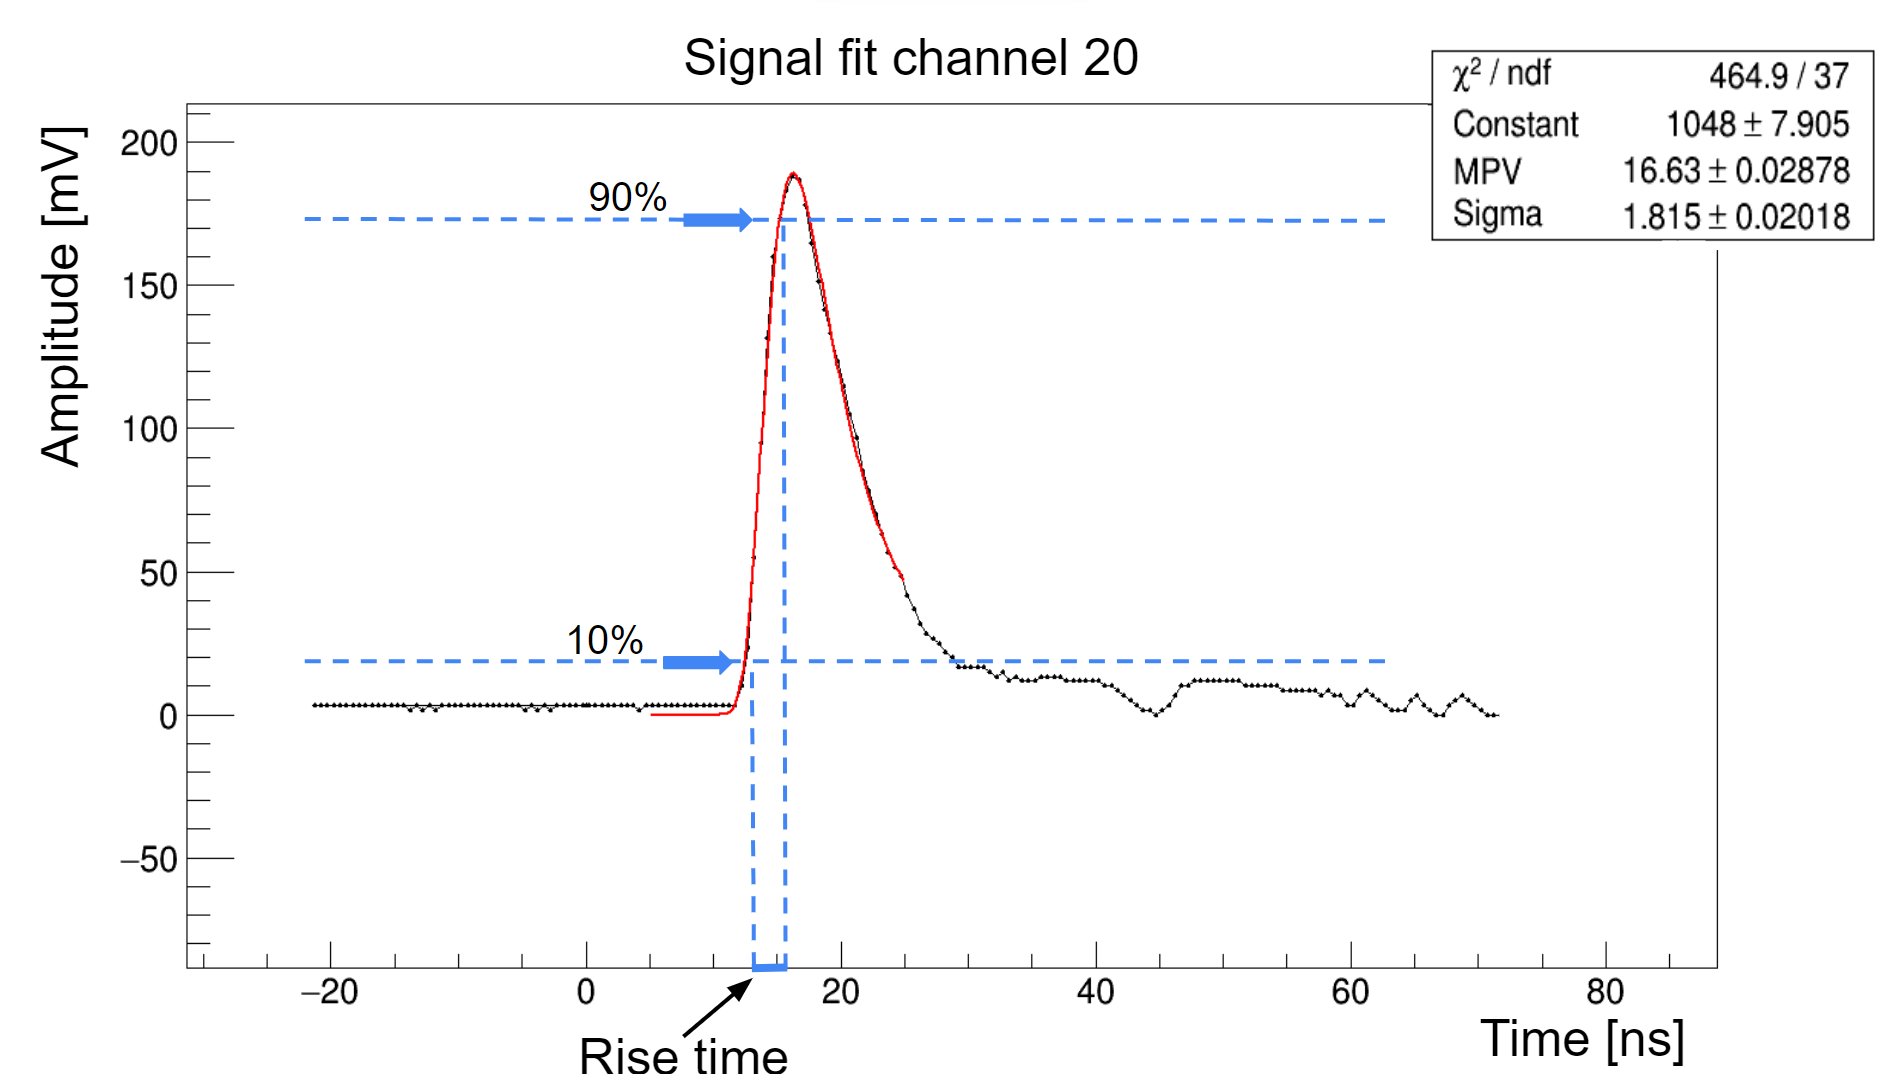 Signal fit channel 20
χ² / ndf 464.9 / 37
Constant 1048 ± 7.905
MPV 16.63 ± 0.02878
Sigma 1.815 ± 0.02018
Amplitude [mV]
200
150
100
50
0
−50
90%
10%
−20 0 20 40 60 80
Time [ns]
Rise time